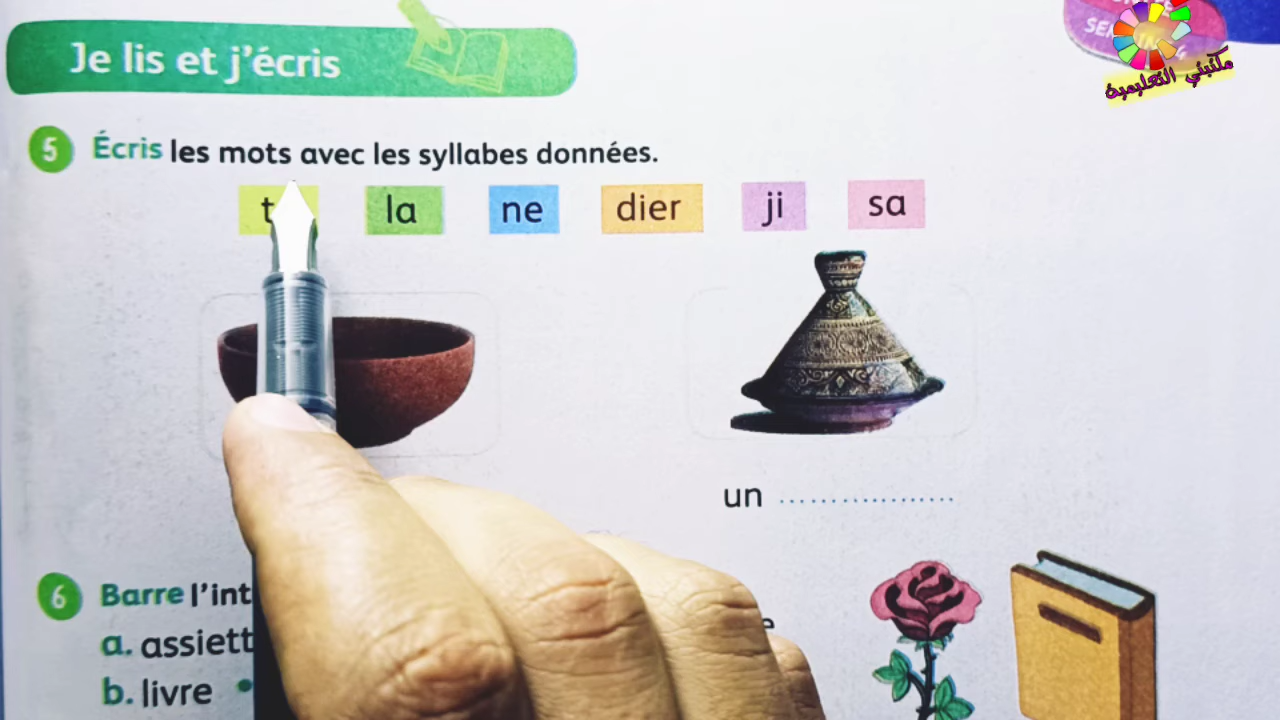 Je lis et j'écris
5 Écris les mots avec les syllabes données.
la ne dier ji sa
un ..................
6 Barre l'int
a. assiett
b. livre
مكتبتي التعليمية